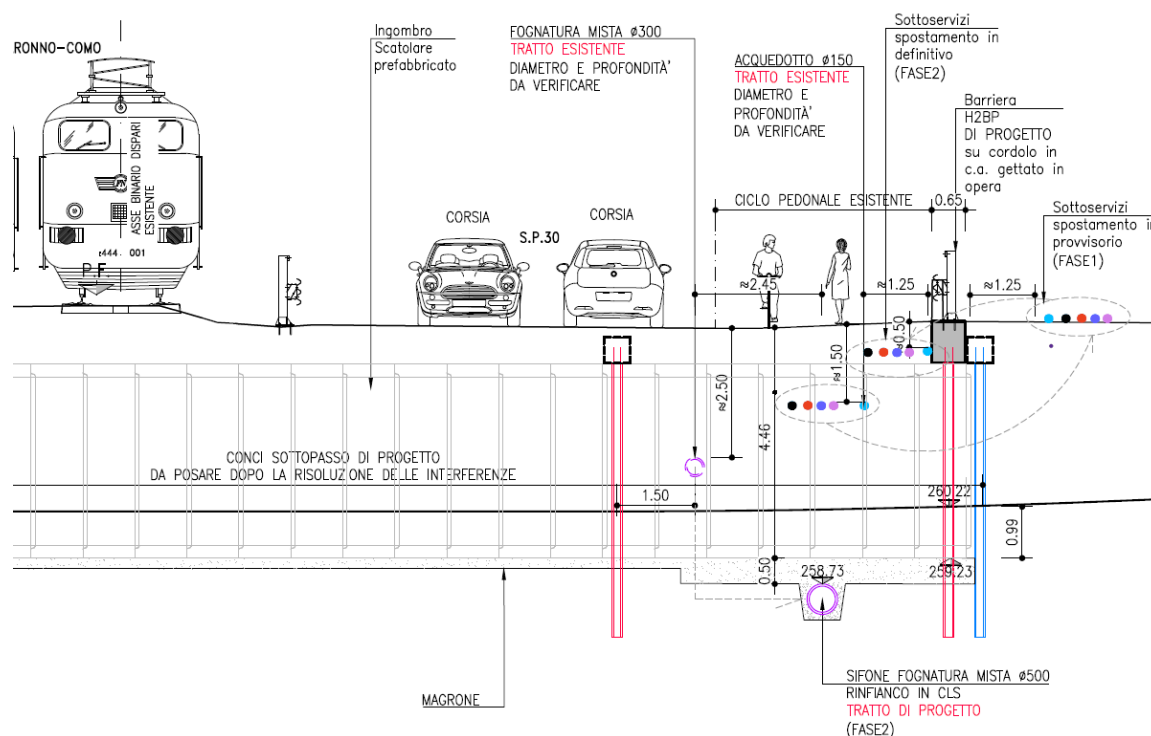 RONNO-COMO
ASSE BINARIO DISPARI
ESISTENTE
444. 001
P.F.
Ingombro
Scatolare
prefabbricato
FOGNATURA MISTA ø300
TRATTO ESISTENTE
DIAMETRO E PROFONDITÀ'
DA VERIFICARE
ACQUEDOTTO ø150
TRATTO ESISTENTE
DIAMETRO E
PROFONDITÀ'
DA VERIFICARE
Sottoservizi
spostamento in
definitivo
(FASE2)
Barriera
H2BP
DI PROGETTO
su cordolo in
c.a. gettato in
opera
Sottoservizi
spostamento in
provvisorio
(FASE1)
CICLO PEDONALE ESISTENTE
0.65
CORSIA
CORSIA
S.P.30
≈2.45
≈1.25
≈1.25
≈0.50
≈1.50
≈2.50
4.46
CONCI SOTTOPASSO DI PROGETTO
DA POSARE DOPO LA RISOLUZIONE DELLE INTERFERENZE
1.50
260.22
0.99
0.50
258.73
259.23
MAGRONE
SIFONE FOGNATURA MISTA ø500
RINFIANCO IN CLS
TRATTO DI PROGETTO
(FASE2)